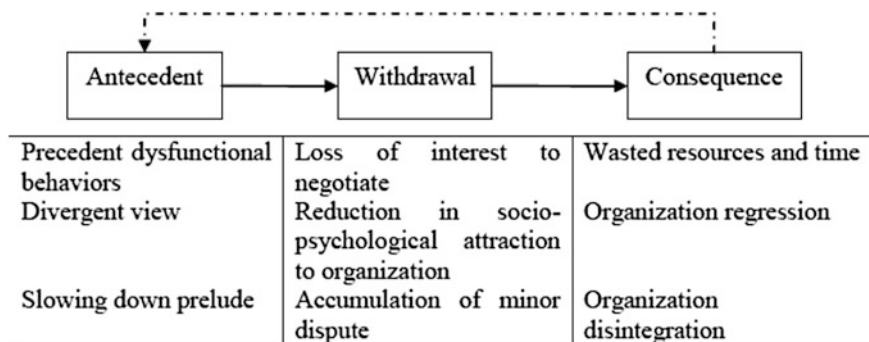 Antecedent
Withdrawal
Consequence
Precedent dysfunctional
behaviors
Loss of interest to
negotiate
Wasted resources and time
Divergent view
Reduction in socio-
psychological attraction
to organization
Organization regression
Slowing down prelude
Accumulation of minor
dispute
Organization
disintegration